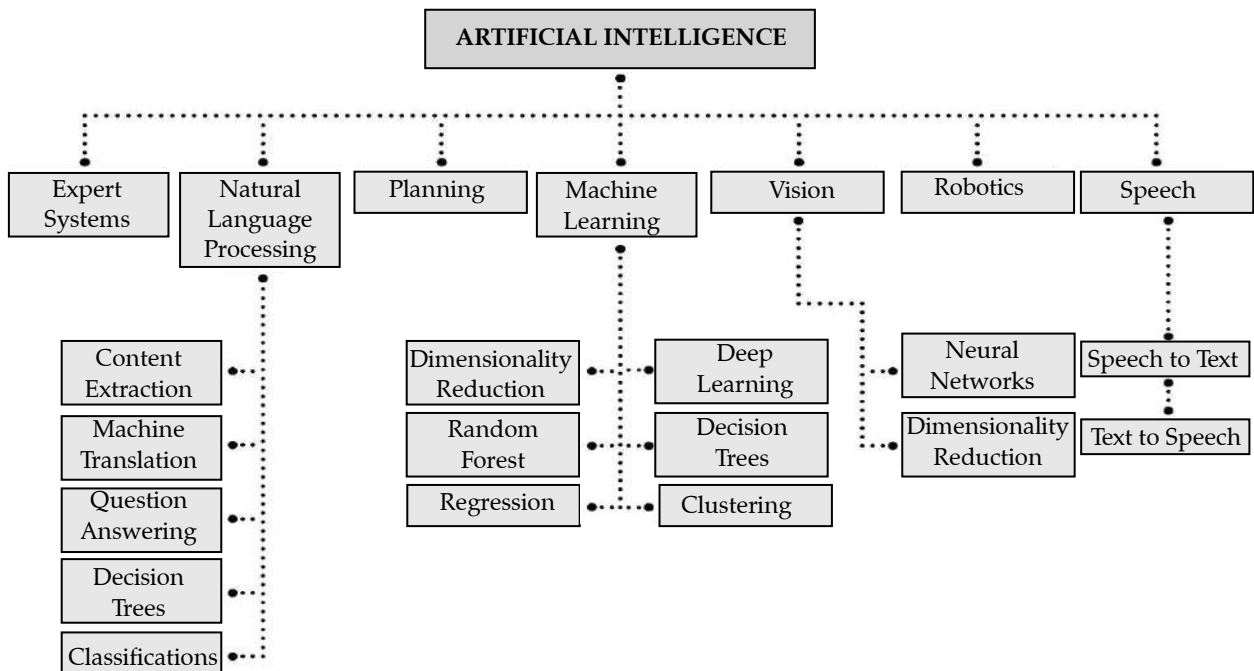 ARTIFICIAL INTELLIGENCE
Expert
Systems
Natural
Language
Processing
Planning
Machine
Learning
Vision
Robotics
Speech
Content
Extraction
Machine
Translation
Question
Answering
Decision
Trees
Classifications
Dimensionality
Reduction
Random
Forest
Regression
Deep
Learning
Decision
Trees
Clustering
Neural
Networks
Dimensionality
Reduction
Speech to Text
Text to Speech